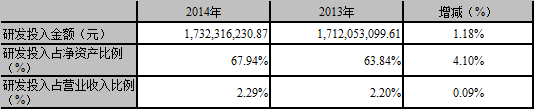 2014年 2013年 增减（%）
研发投入金额（元） 1,732,316,230.87 1,712,053,099.61 1.18%
研发投入占净资产比例
（%） 67.94% 63.84% 4.10%
研发投入占营业收入比例
（%） 2.29% 2.20% 0.09%